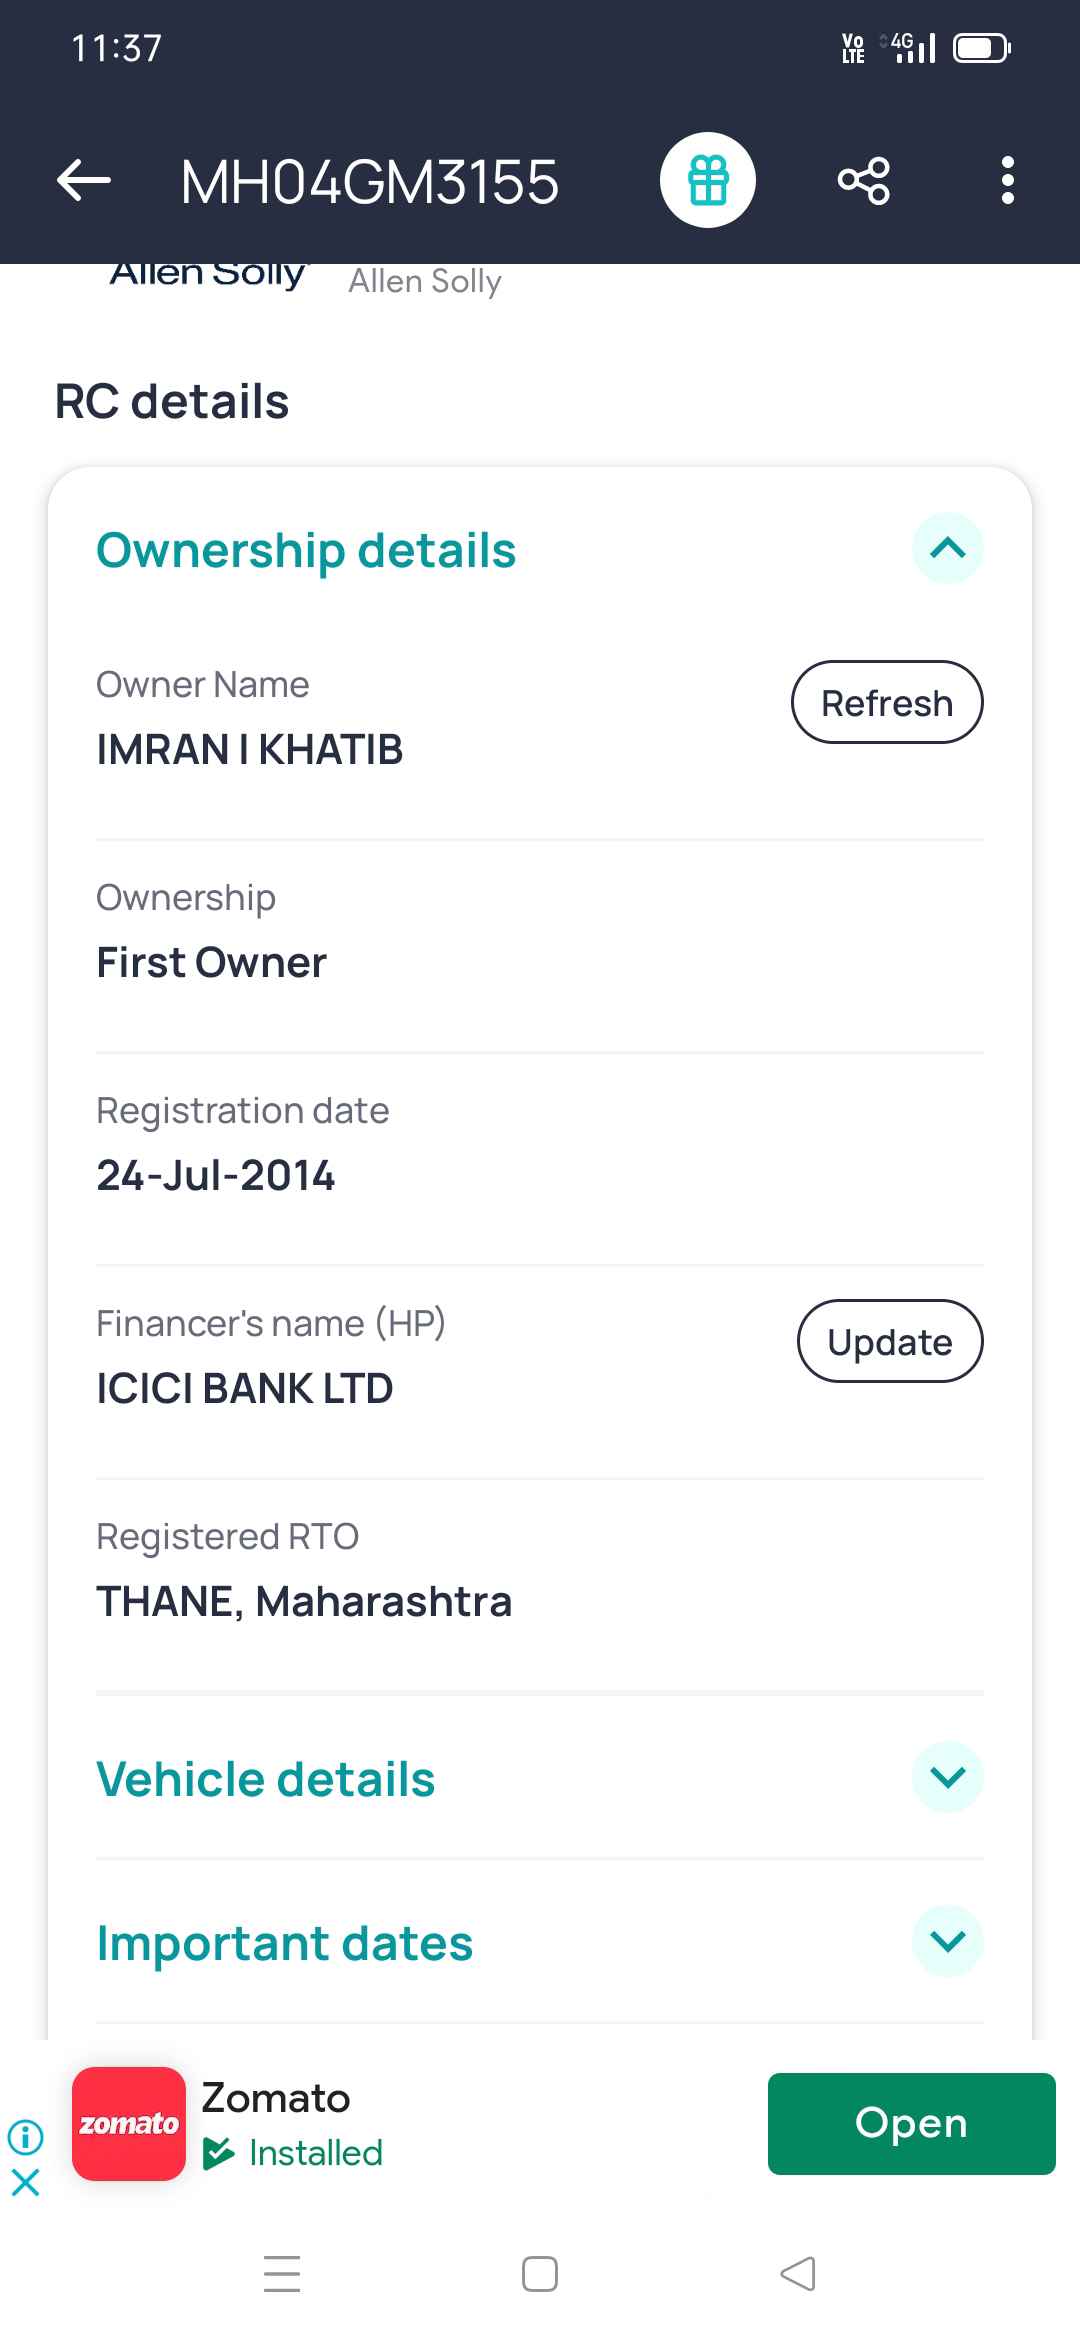 11:37
Vo LTE 4G
MH04GM3155
Allen Solly Allen Solly
RC details
Ownership details
Owner Name
Refresh
IMRAN I KHATIB
Ownership
First Owner
Registration date
24-Jul-2014
Financer's name (HP)
Update
ICICI BANK LTD
Registered RTO
THANE, Maharashtra
Vehicle details
Important dates
zomato
Zomato
Installed
Open